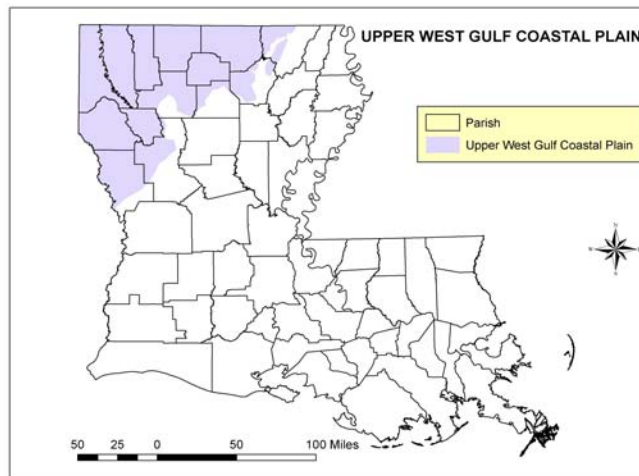 UPPER WEST GULF COASTAL PLAIN
Parish
Upper West Gulf Coastal Plain
N
W E
S
50 25 0 50 100 Miles